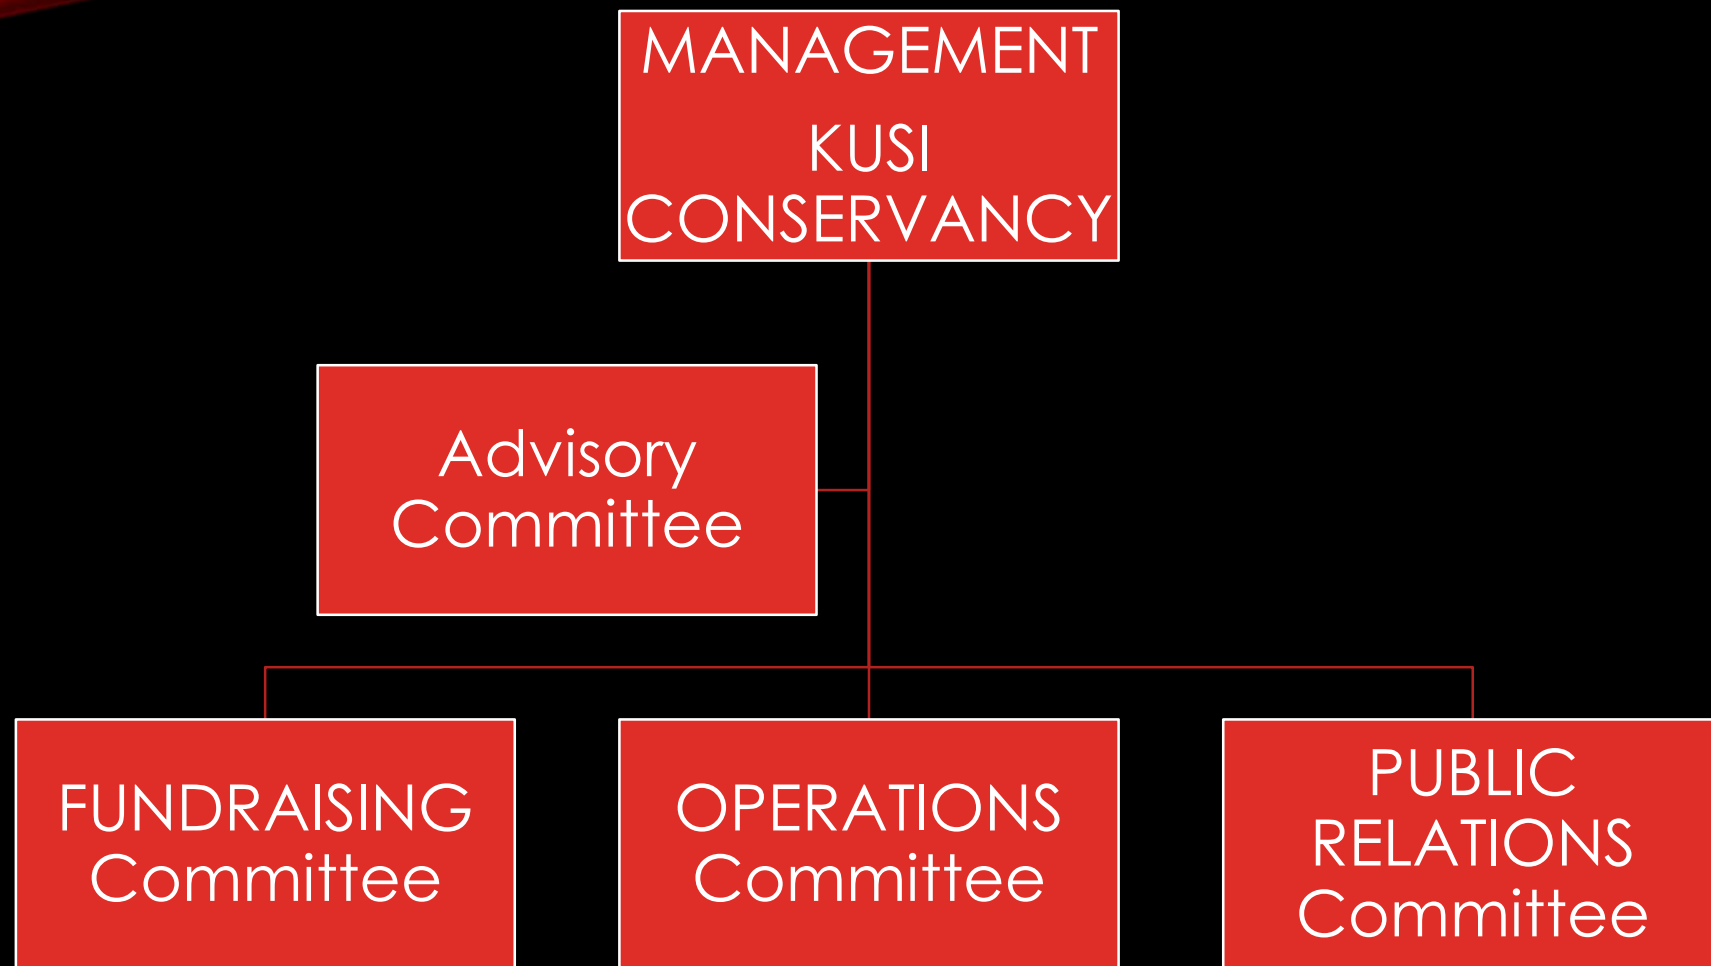 MANAGEMENT
KUSI
CONSERVANCY
Advisory
Committee
FUNDRAISING
Committee
OPERATIONS
Committee
PUBLIC
RELATIONS
Committee